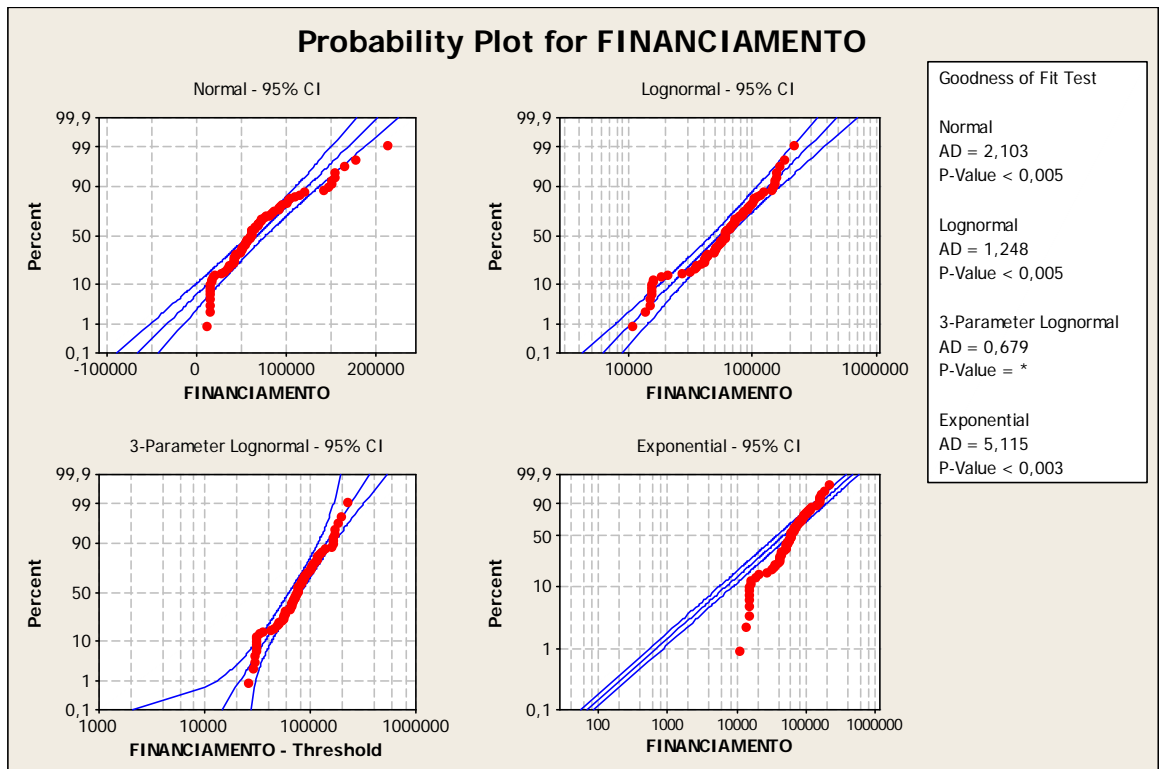 Probability Plot for FINANCIAMENTO
Normal - 95% CI
99,9
99
90
50
10
1
0,1
Percent
-100000 0 100000 200000
FINANCIAMENTO
Lognormal - 95% CI
99,9
99
90
50
10
1
0,1
Percent
10000 100000 1000000
FINANCIAMENTO
3-Parameter Lognormal - 95% CI
99,9
99
90
50
10
1
0,1
Percent
1000 10000 100000 1000000
FINANCIAMENTO - Threshold
Exponential - 95% CI
99,9
90
50
10
1
0,1
Percent
100 1000 10000 100000 1000000
FINANCIAMENTO
Goodness of Fit Test
Normal
AD = 2,103
P-Value < 0,005
Lognormal
AD = 1,248
P-Value < 0,005
3-Parameter Lognormal
AD = 0,679
P-Value = *
Exponential
AD = 5,115
P-Value < 0,003